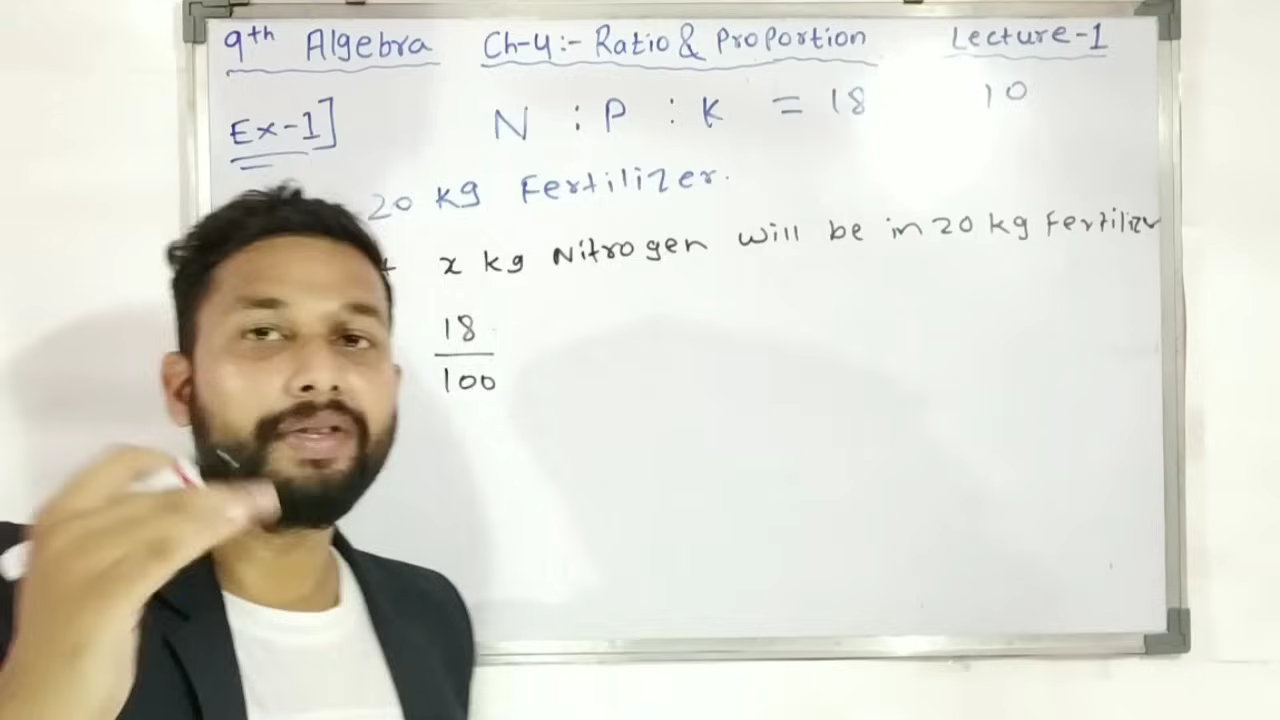 9th Algebra Ch-4:- Ratio & Proportion Lecture-1
Ex-1] N : P : K = 18 10
20 kg Fertilizer.
x kg Nitrogen will be in 20 kg Fertilizer
18
100